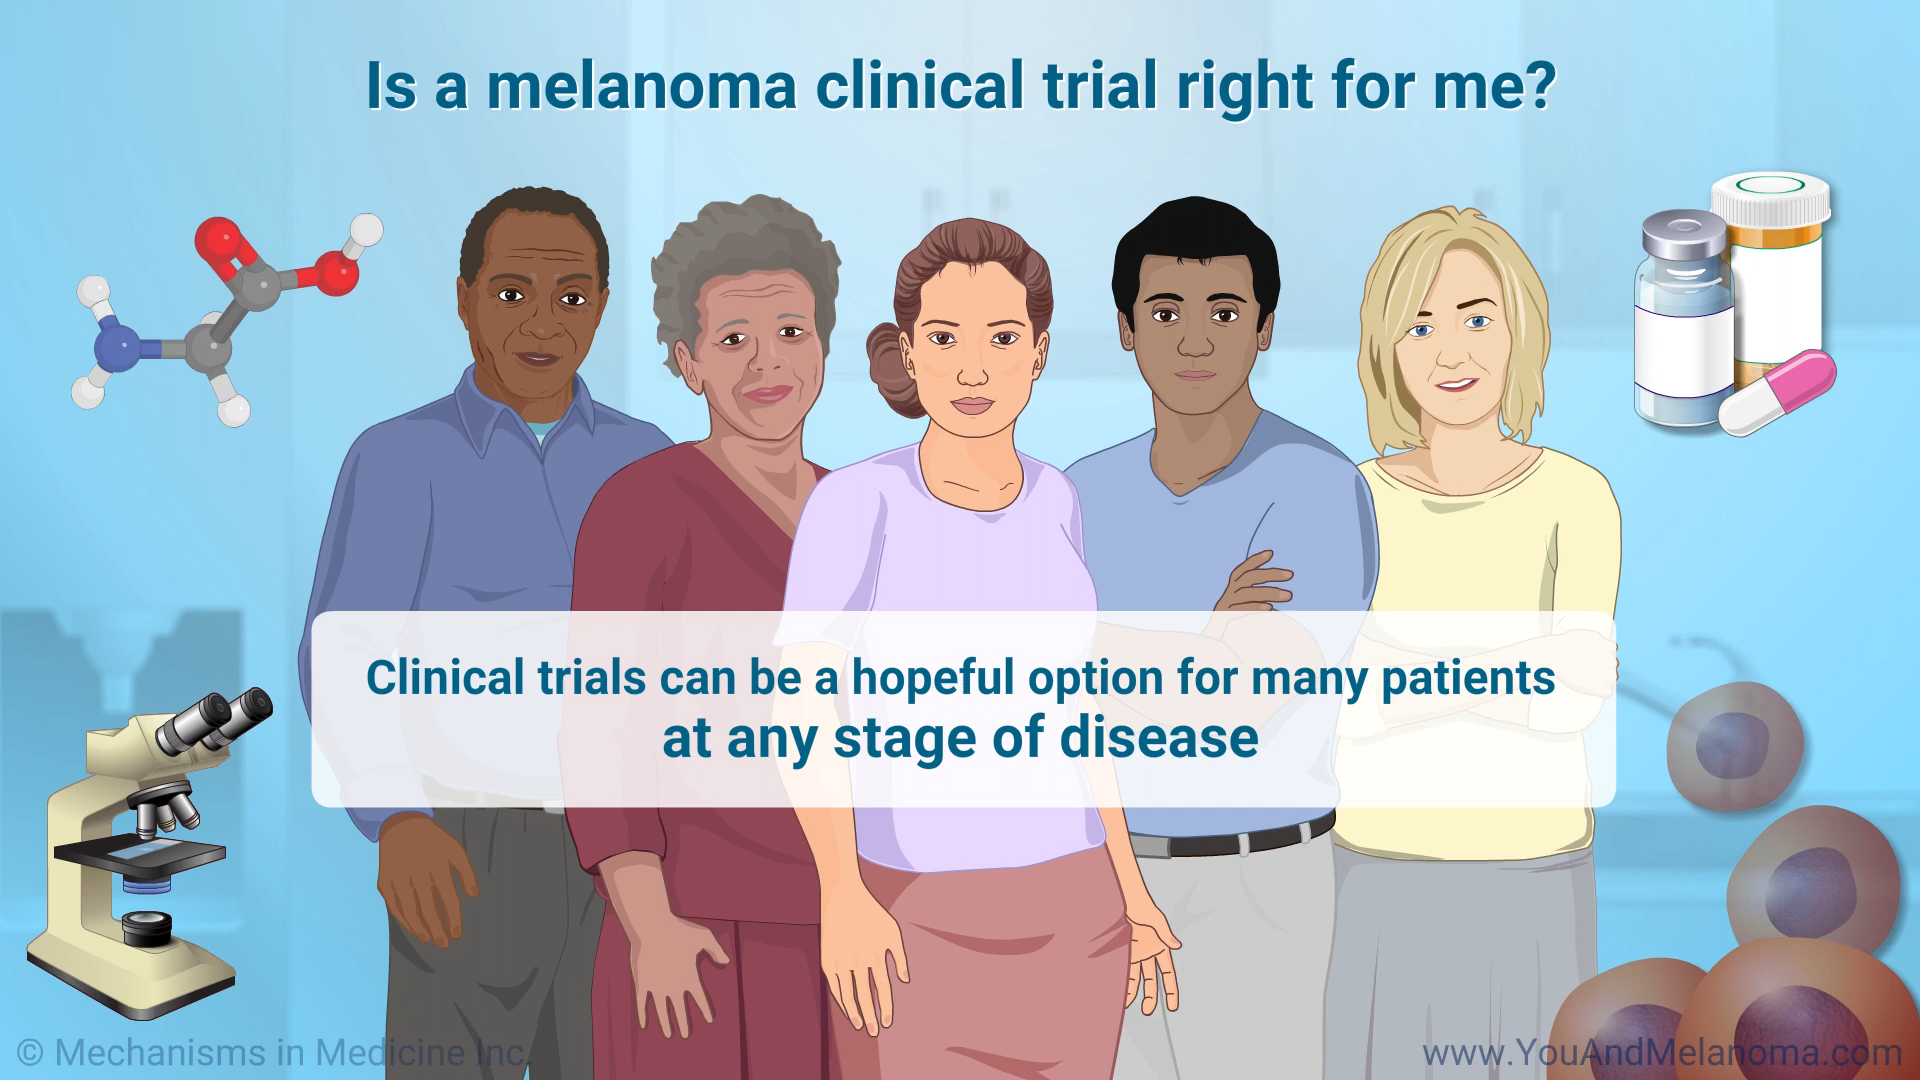 Is a melanoma clinical trial right for me?
Clinical trials can be a hopeful option for many patients
at any stage of disease
© Mechanisms in Medicine Inc.
www.YouAndMelanoma.com